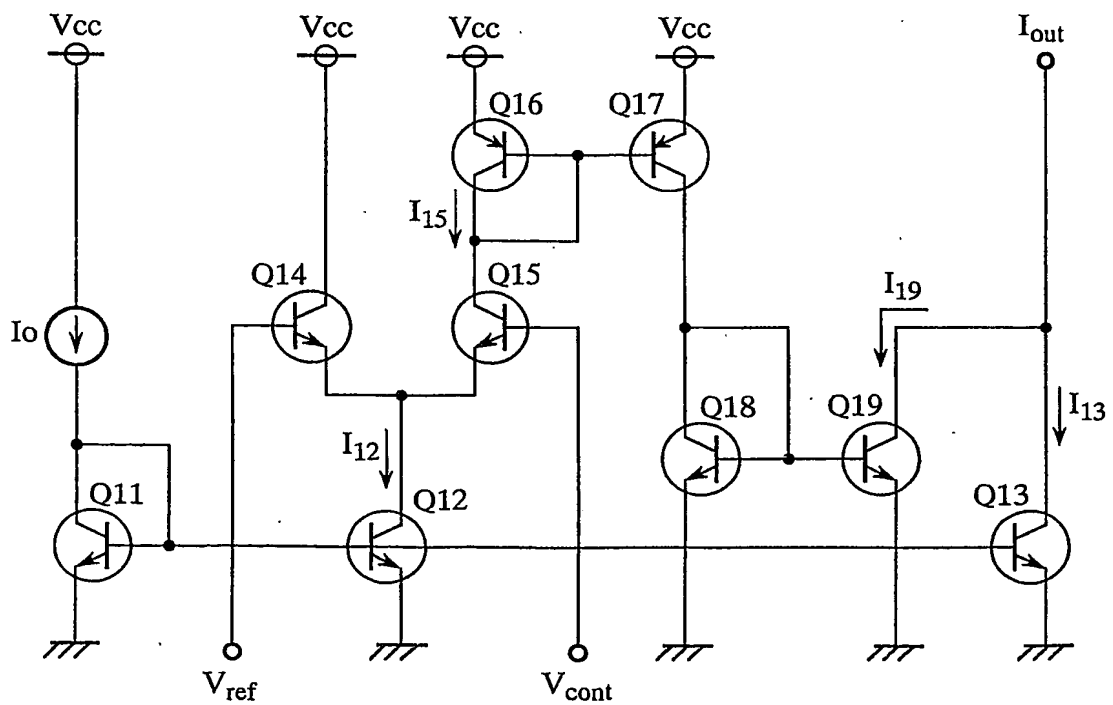 Vcc
Vcc
Vcc
Vcc
Iout
Q16
Q17
I15
Q14
Q15
I19
Io
Q18
Q19
I13
I12
Q11
Q12
Q13
Vref
Vcont